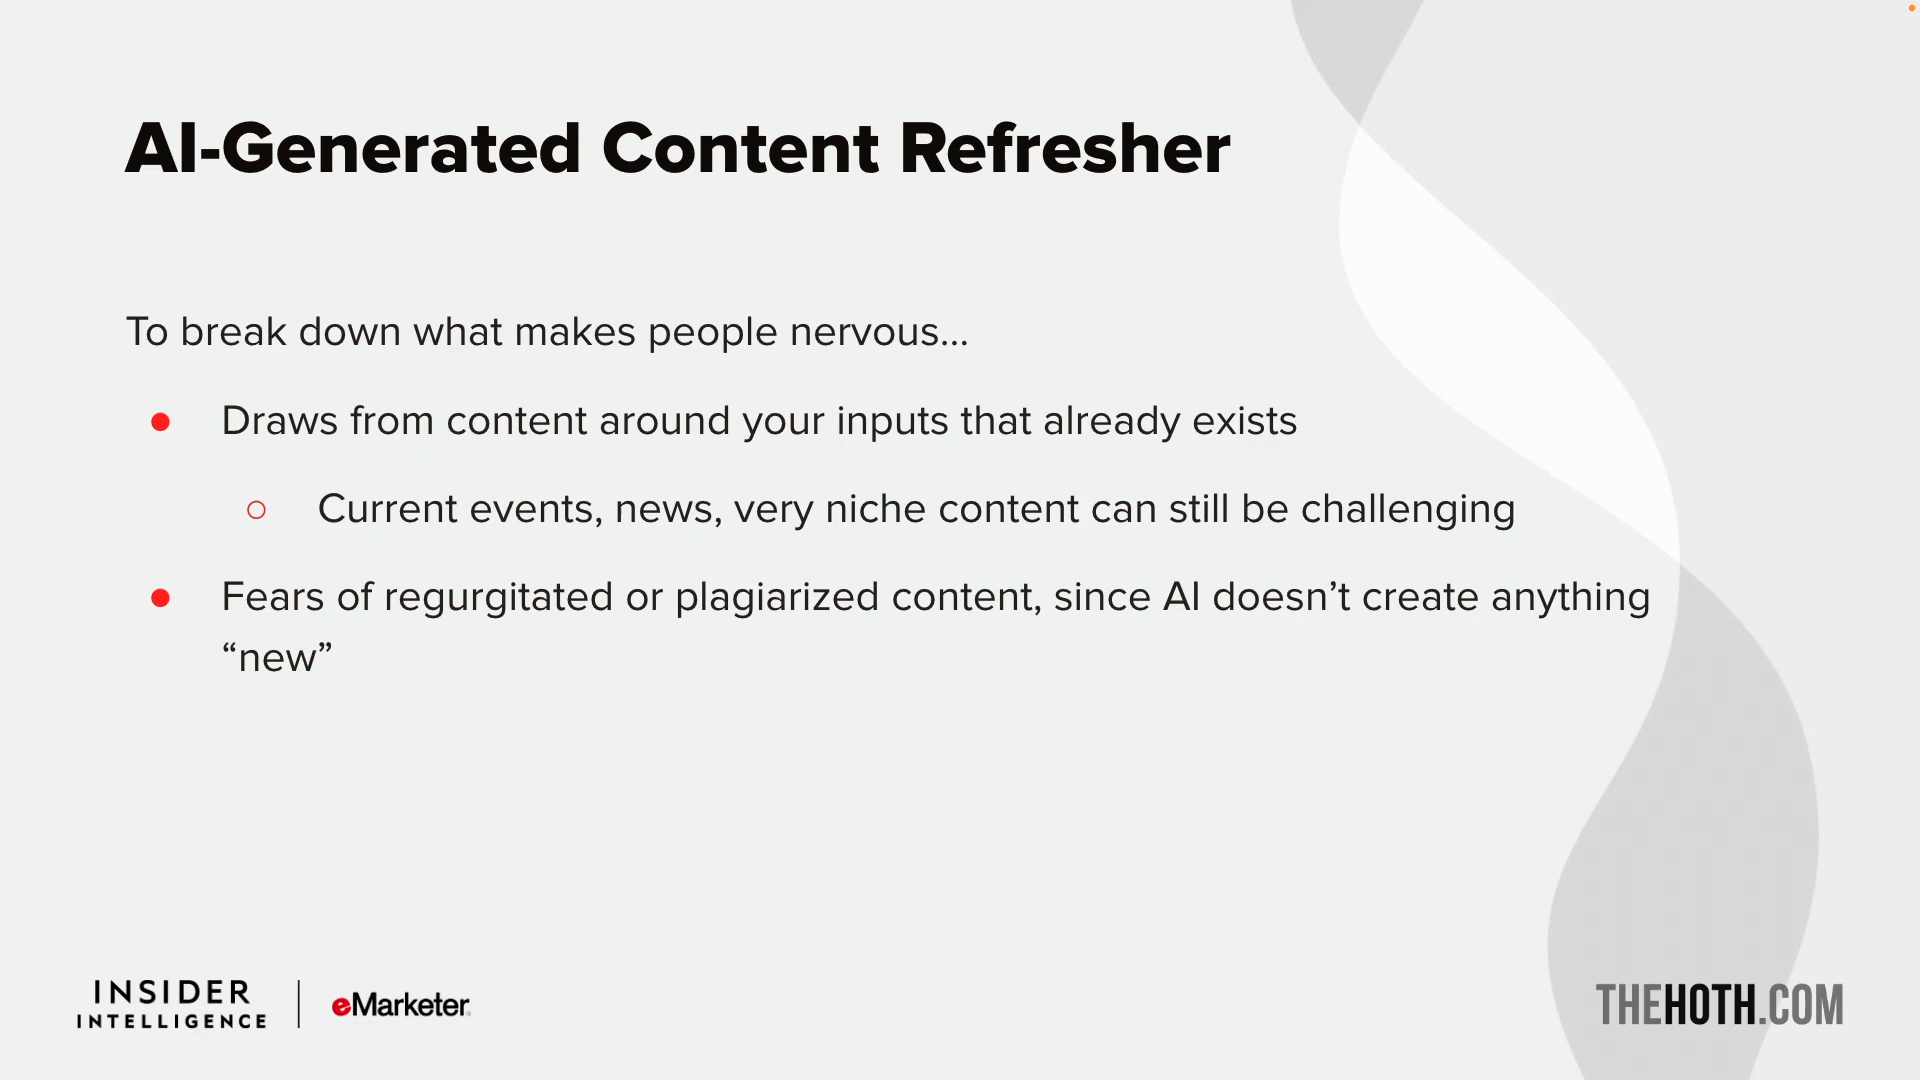 AI-Generated Content Refresher
To break down what makes people nervous...
● Draws from content around your inputs that already exists
○ Current events, news, very niche content can still be challenging
● Fears of regurgitated or plagiarized content, since AI doesn’t create anything
“new”
INSIDER
INTELLIGENCE
eMarketer
THEHOTH.COM